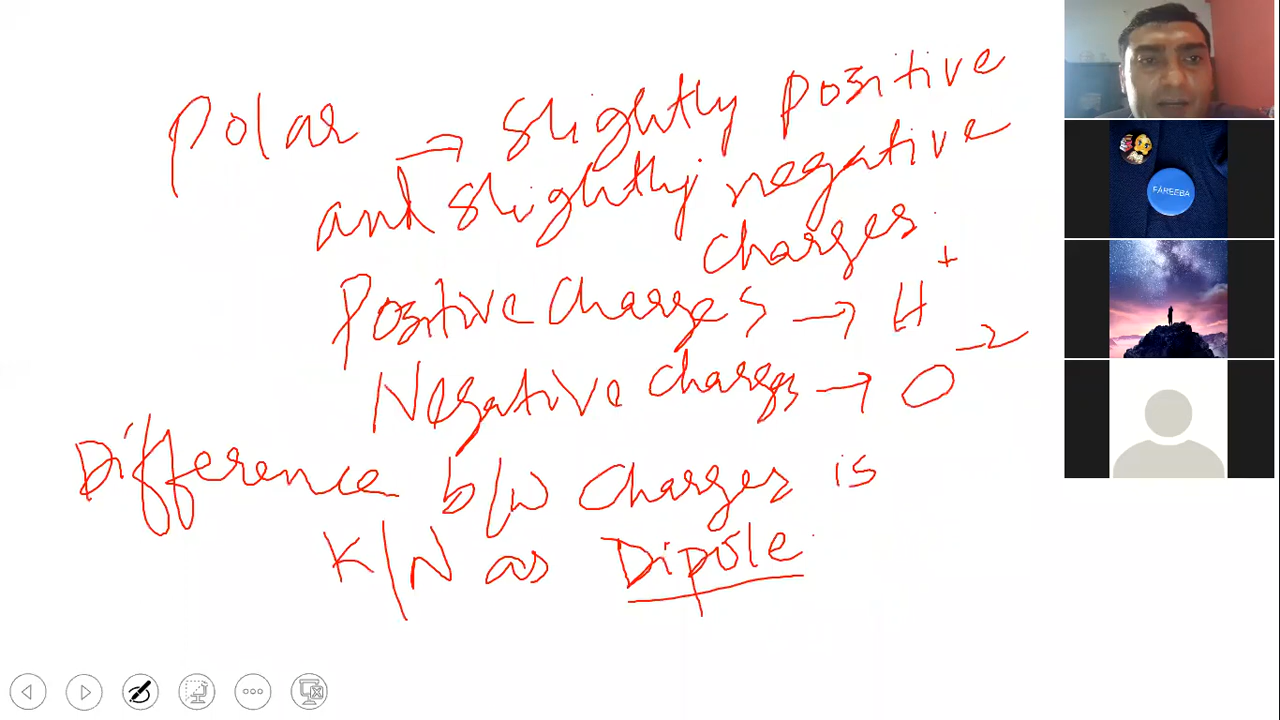 Polar → slightly positive
and slightly negative
charges
Positive charges → H⁺
Negative charges → O⁻²
Difference b/w charges is
K/N as Dipole
FAREEBA